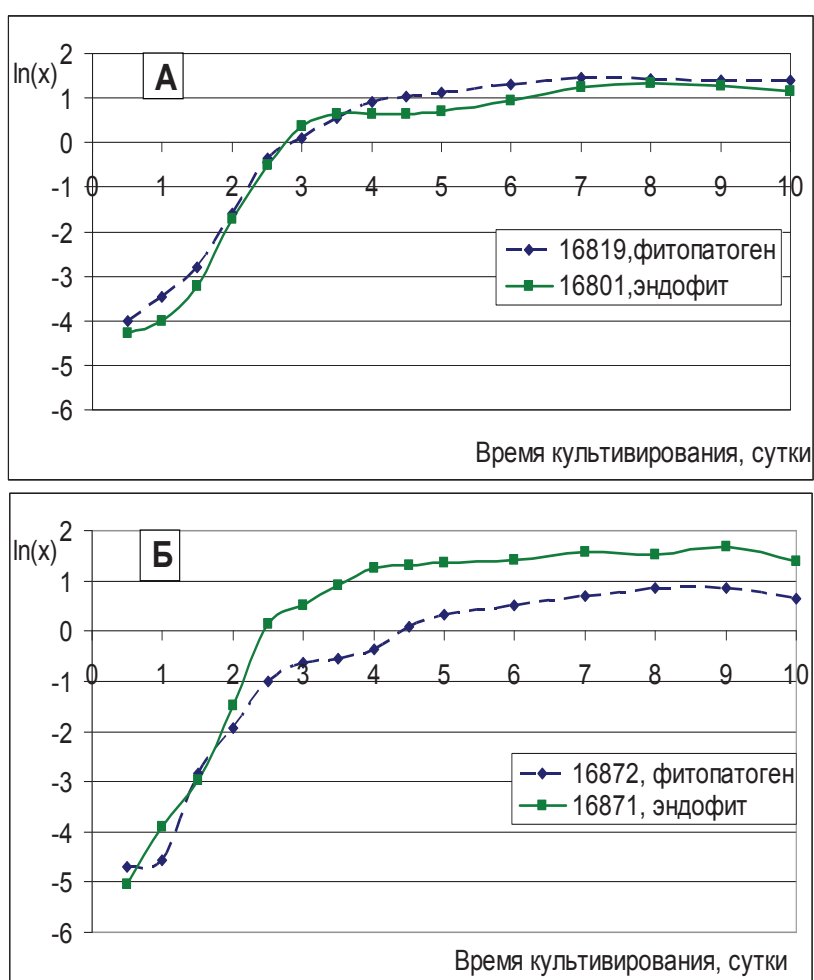 А
ln(x)
2
1
0
-1
-2
-3
-4
-5
-6
0 1 2 3 4 5 6 7 8 9 10
16819,фитопатоген
16801,эндофит
Время культивирования, сутки
Б
ln(x)
2
1
0
-1
-2
-3
-4
-5
-6
0 1 2 3 4 5 6 7 8 9 10
16872, фитопатоген
16871, эндофит
Время культивирования, сутки